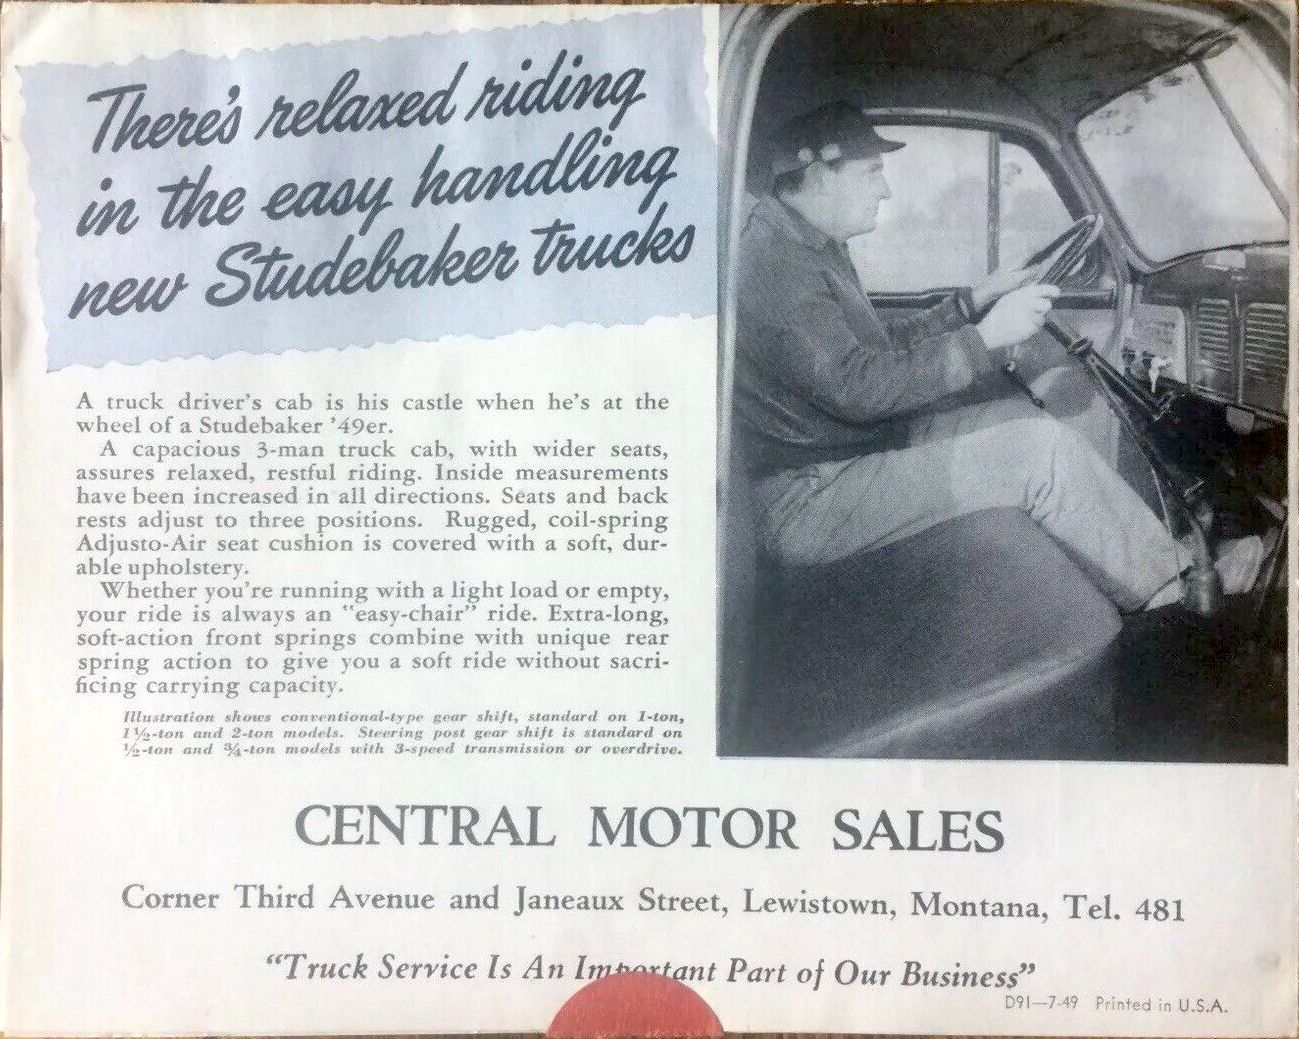 There's relaxed riding
in the easy handling
new Studebaker trucks
A truck driver's cab is his castle when he's at the
wheel of a Studebaker '49er.
A capacious 3-man truck cab, with wider seats,
assures relaxed, restful riding. Inside measurements
have been increased in all directions. Seats and back
rests adjust to three positions. Rugged, coil-spring
Adjusto-Air seat cushion is covered with a soft, dur-
able upholstery.
Whether you're running with a light load or empty,
your ride is always an "easy-chair" ride. Extra-long,
soft-action front springs combine with unique rear
spring action to give you a soft ride without sacri-
ficing carrying capacity.
Illustration shows conventional-type gear shift, standard on 1-ton,
1½-ton and 2-ton models. Steering post gear shift is standard on
½-ton and ¾-ton models with 3-speed transmission or overdrive.
CENTRAL MOTOR SALES
Corner Third Avenue and Janeaux Street, Lewistown, Montana, Tel. 481
"Truck Service Is An Important Part of Our Business"
D91—7-49 Printed in U.S.A.